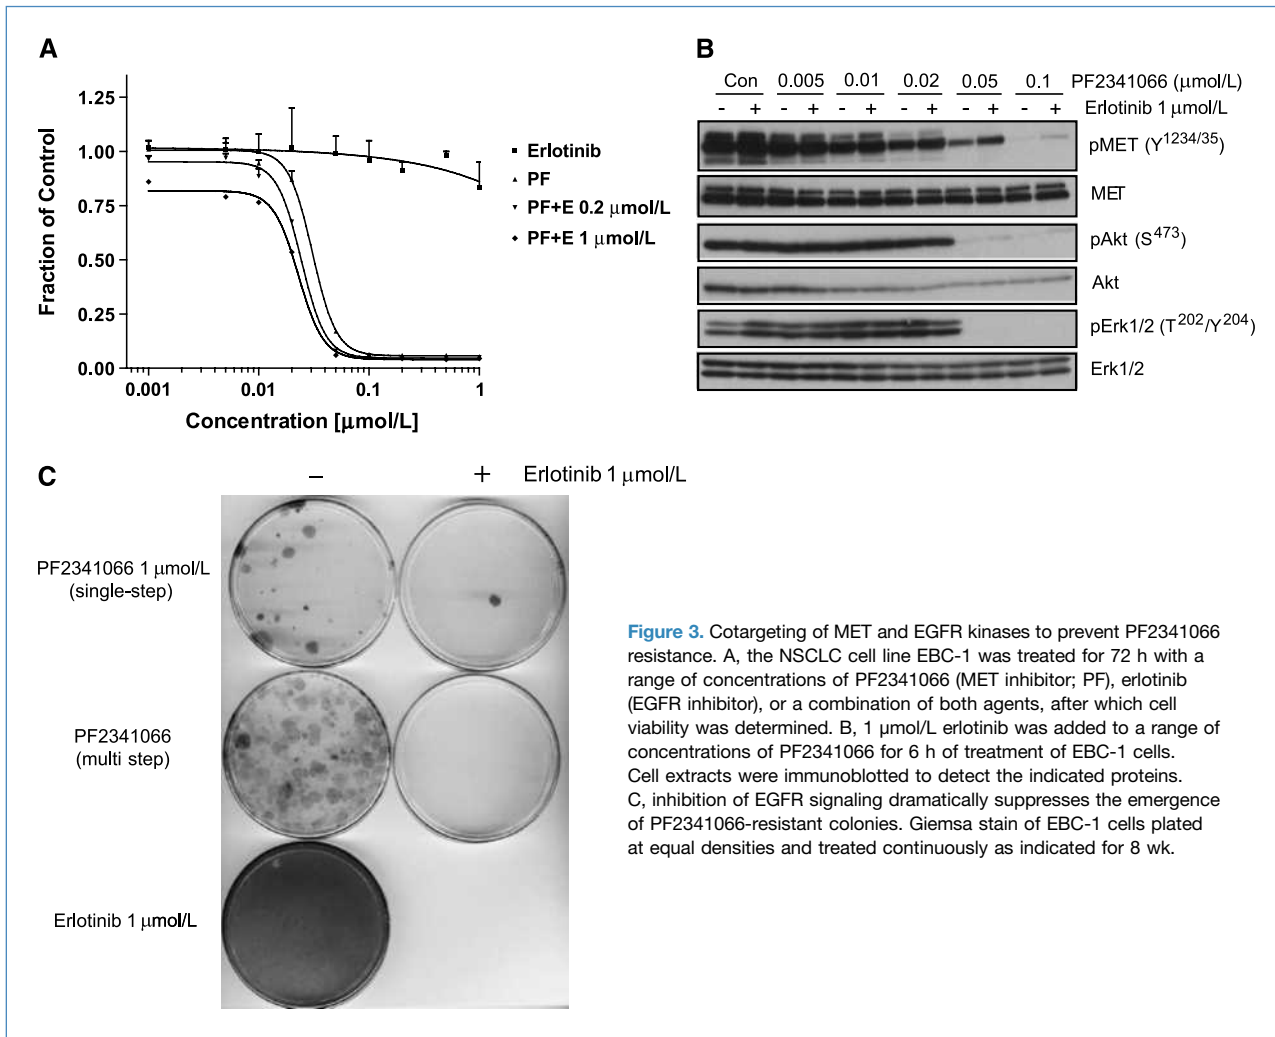 A
1.25
1.00
0.75
0.50
0.25
0.00
Fraction of Control
0.001
0.01
0.1
1
Concentration [μmol/L]
Erlotinib
PF
PF+E 0.2 μmol/L
PF+E 1 μmol/L
B
Con 0.005 0.01 0.02 0.05 0.1 PF2341066 (μmol/L)
- + - + - + - + - + - + Erlotinib 1 μmol/L
pMET (Y1234/35)
MET
pAkt (S473)
Akt
pErk1/2 (T202/Y204)
Erk1/2
C
− + Erlotinib 1 μmol/L
PF2341066 1 μmol/L
(single-step)
PF2341066
(multi step)
Erlotinib 1 μmol/L
Figure 3. Cotargeting of MET and EGFR kinases to prevent PF2341066
resistance. A, the NSCLC cell line EBC-1 was treated for 72 h with a
range of concentrations of PF2341066 (MET inhibitor; PF), erlotinib
(EGFR inhibitor), or a combination of both agents, after which cell
viability was determined. B, 1 μmol/L erlotinib was added to a range of
concentrations of PF2341066 for 6 h of treatment of EBC-1 cells.
Cell extracts were immunoblotted to detect the indicated proteins.
C, inhibition of EGFR signaling dramatically suppresses the emergence
of PF2341066-resistant colonies. Giemsa stain of EBC-1 cells plated
at equal densities and treated continuously as indicated for 8 wk.